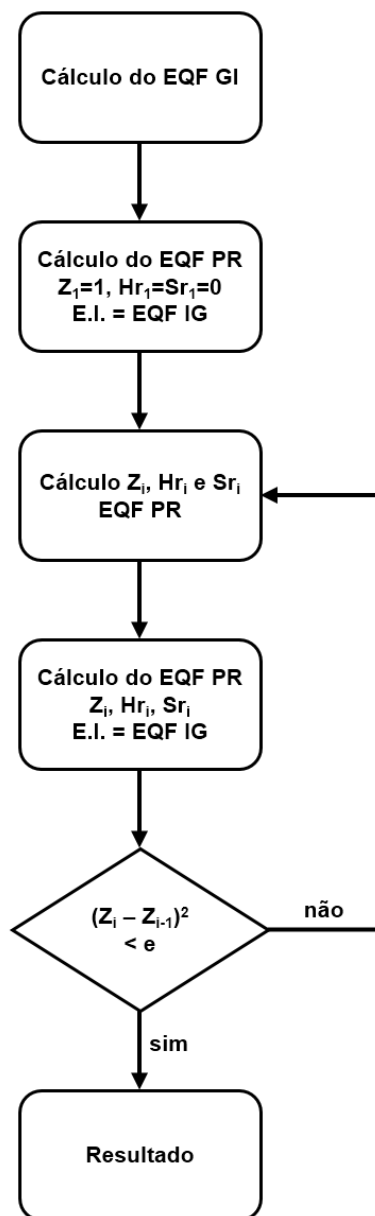 Cálculo do EQF GI
Cálculo do EQF PR
Z₁=1, Hr₁=Sr₁=0
E.I. = EQF IG
Cálculo Zᵢ, Hrᵢ e Srᵢ
EQF PR
Cálculo do EQF PR
Zᵢ, Hrᵢ, Srᵢ
E.I. = EQF IG
(Zᵢ – Zᵢ₋₁)²
< e
não
sim
Resultado